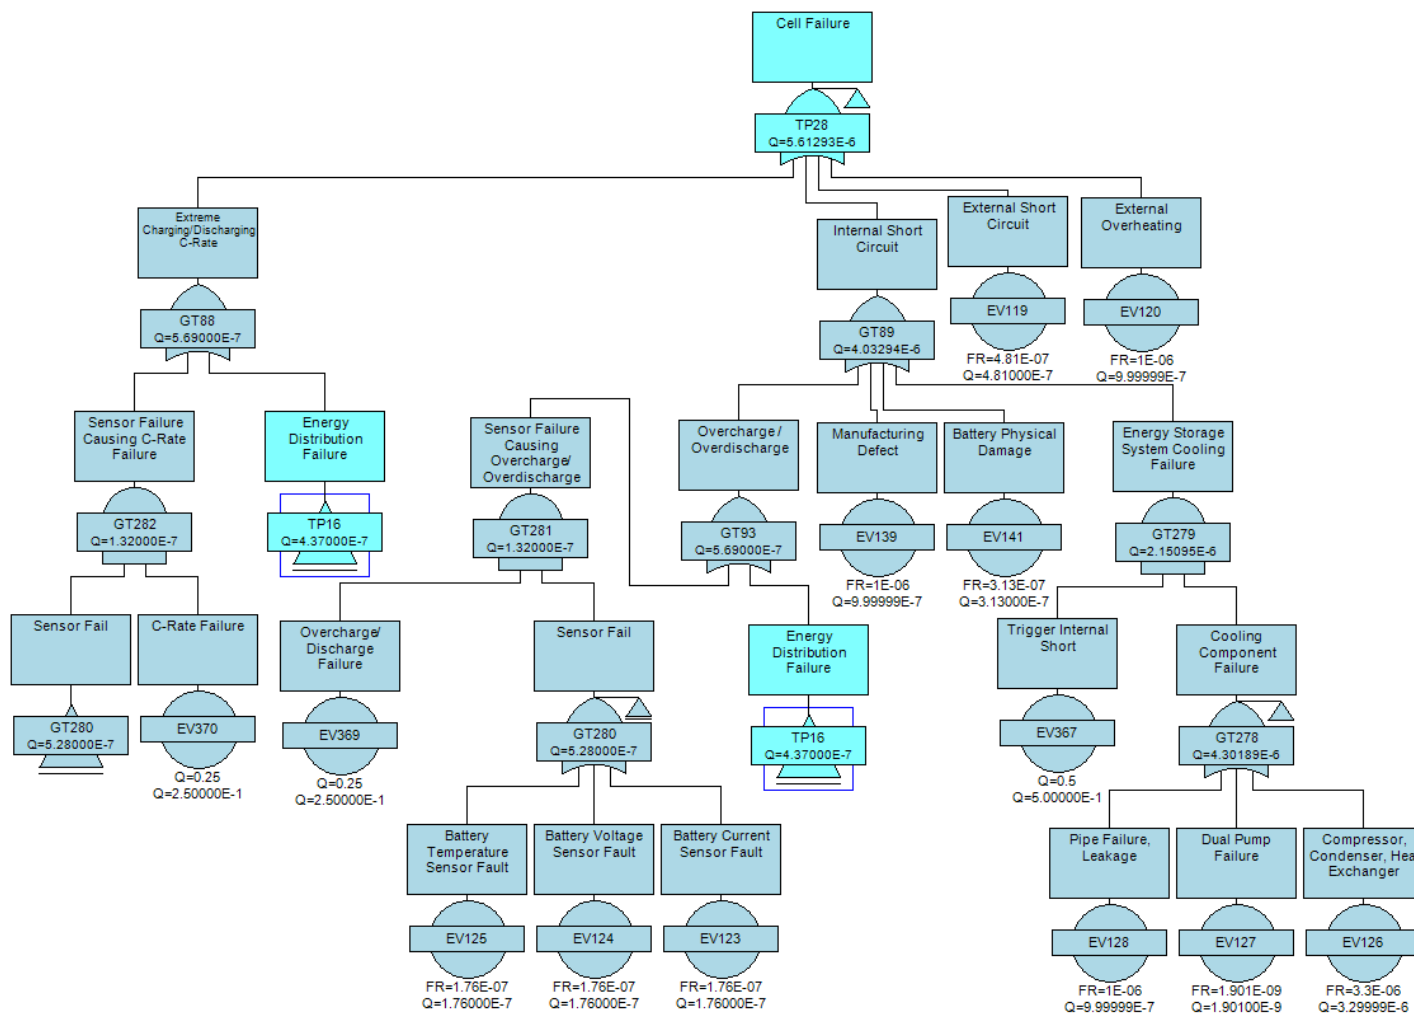 Cell Failure
TP28
Q=5.61293E-6
Extreme
Charging/Discharging
C-Rate
GT88
Q=5.69000E-7
Internal Short
Circuit
GT89
Q=4.03294E-6
External Short
Circuit
EV119
FR=4.81E-07
Q=4.81000E-7
External
Overheating
EV120
FR=1E-06
Q=9.99999E-7
Sensor Failure
Causing C-Rate
Failure
GT282
Q=1.32000E-7
Energy
Distribution
Failure
TP16
Q=4.37000E-7
Sensor Failure
Causing
Overcharge/
Overdischarge
GT281
Q=1.32000E-7
Overcharge /
Overdischarge
GT93
Q=5.69000E-7
Manufacturing
Defect
EV139
FR=1E-06
Q=9.99999E-7
Battery Physical
Damage
EV141
FR=3.13E-07
Q=3.13000E-7
Energy Storage
System Cooling
Failure
GT279
Q=2.15095E-6
Sensor Fail
GT280
Q=5.28000E-7
C-Rate Failure
EV370
Q=0.25
Q=2.50000E-1
Overcharge/
Discharge
Failure
EV369
Q=0.25
Q=2.50000E-1
Sensor Fail
GT280
Q=5.28000E-7
Energy
Distribution
Failure
TP16
Q=4.37000E-7
Trigger Internal
Short
EV367
Q=0.5
Q=5.00000E-1
Cooling
Component
Failure
GT278
Q=4.30189E-6
Battery
Temperature
Sensor Fault
EV125
FR=1.76E-07
Q=1.76000E-7
Battery Voltage
Sensor Fault
EV124
FR=1.76E-07
Q=1.76000E-7
Battery Current
Sensor Fault
EV123
FR=1.76E-07
Q=1.76000E-7
Pipe Failure,
Leakage
EV128
FR=1E-06
Q=9.99999E-7
Dual Pump
Failure
EV127
FR=1.901E-09
Q=1.90100E-9
Compressor,
Condenser, Hea
Exchanger
EV126
FR=3.3E-06
Q=3.29999E-6